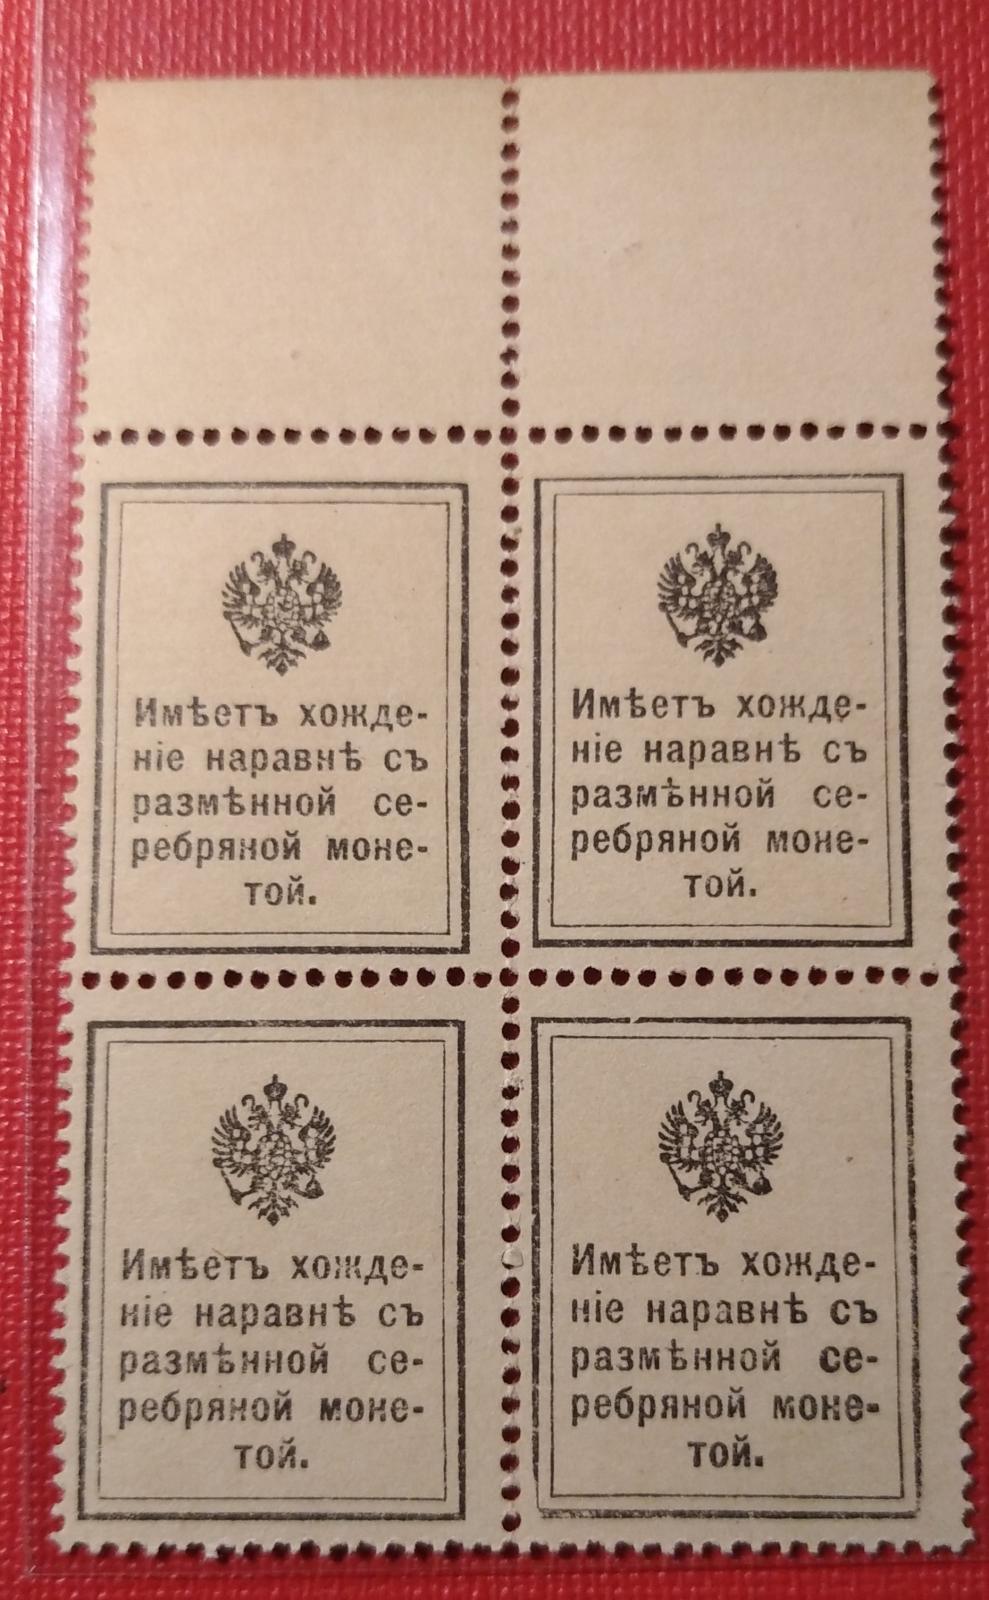 Имѣетъ хожде-
ніе наравнѣ съ
размѣнной се-
ребряной моне-
той.
Имѣетъ хожде-
ніе наравнѣ съ
размѣнной се-
ребряной моне-
той.
Имѣетъ хожде-
ніе наравнѣ съ
размѣнной се-
ребряной моне-
той.
Имѣетъ хожде-
ніе наравнѣ съ
размѣнной се-
ребряной моне-
той.